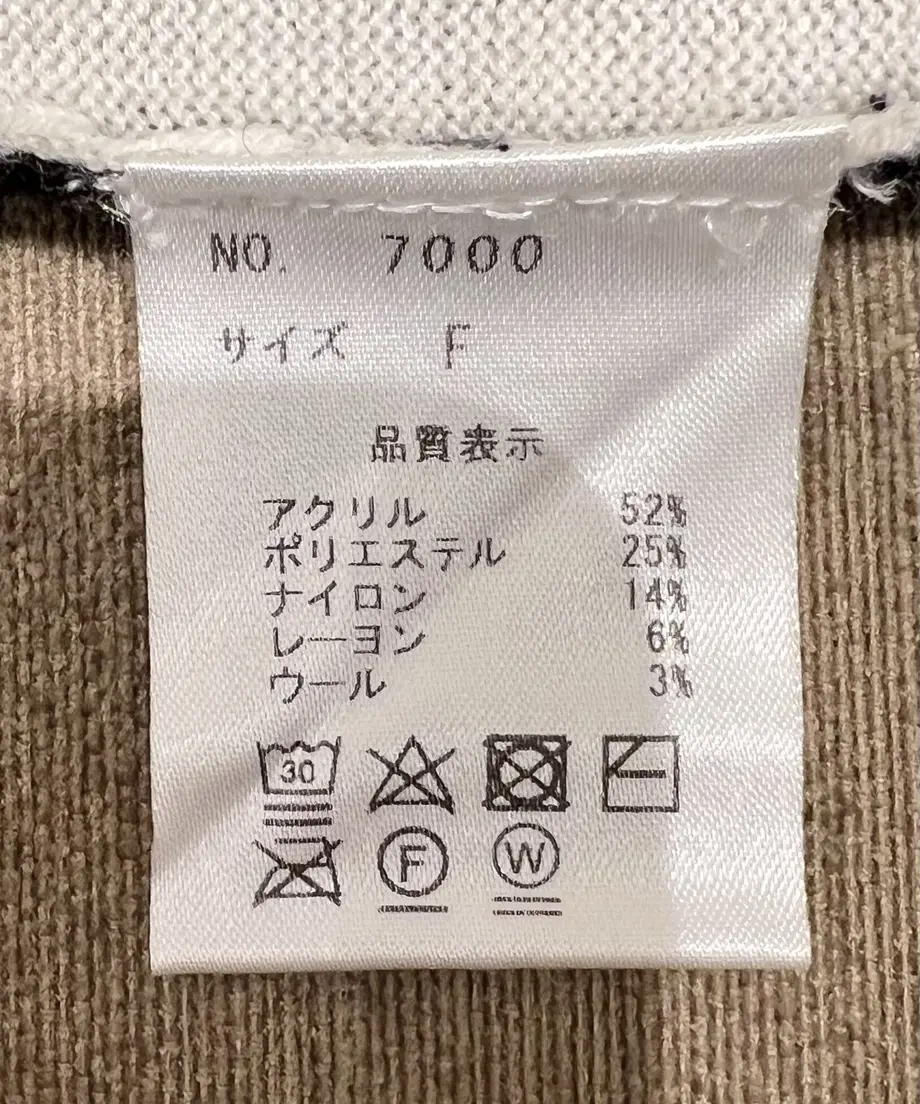 NO. 7000
サイズ F
品質表示
アクリル 52%
ポリエステル 25%
ナイロン 14%
レーヨン 6%
ウール 3%
30
F
W